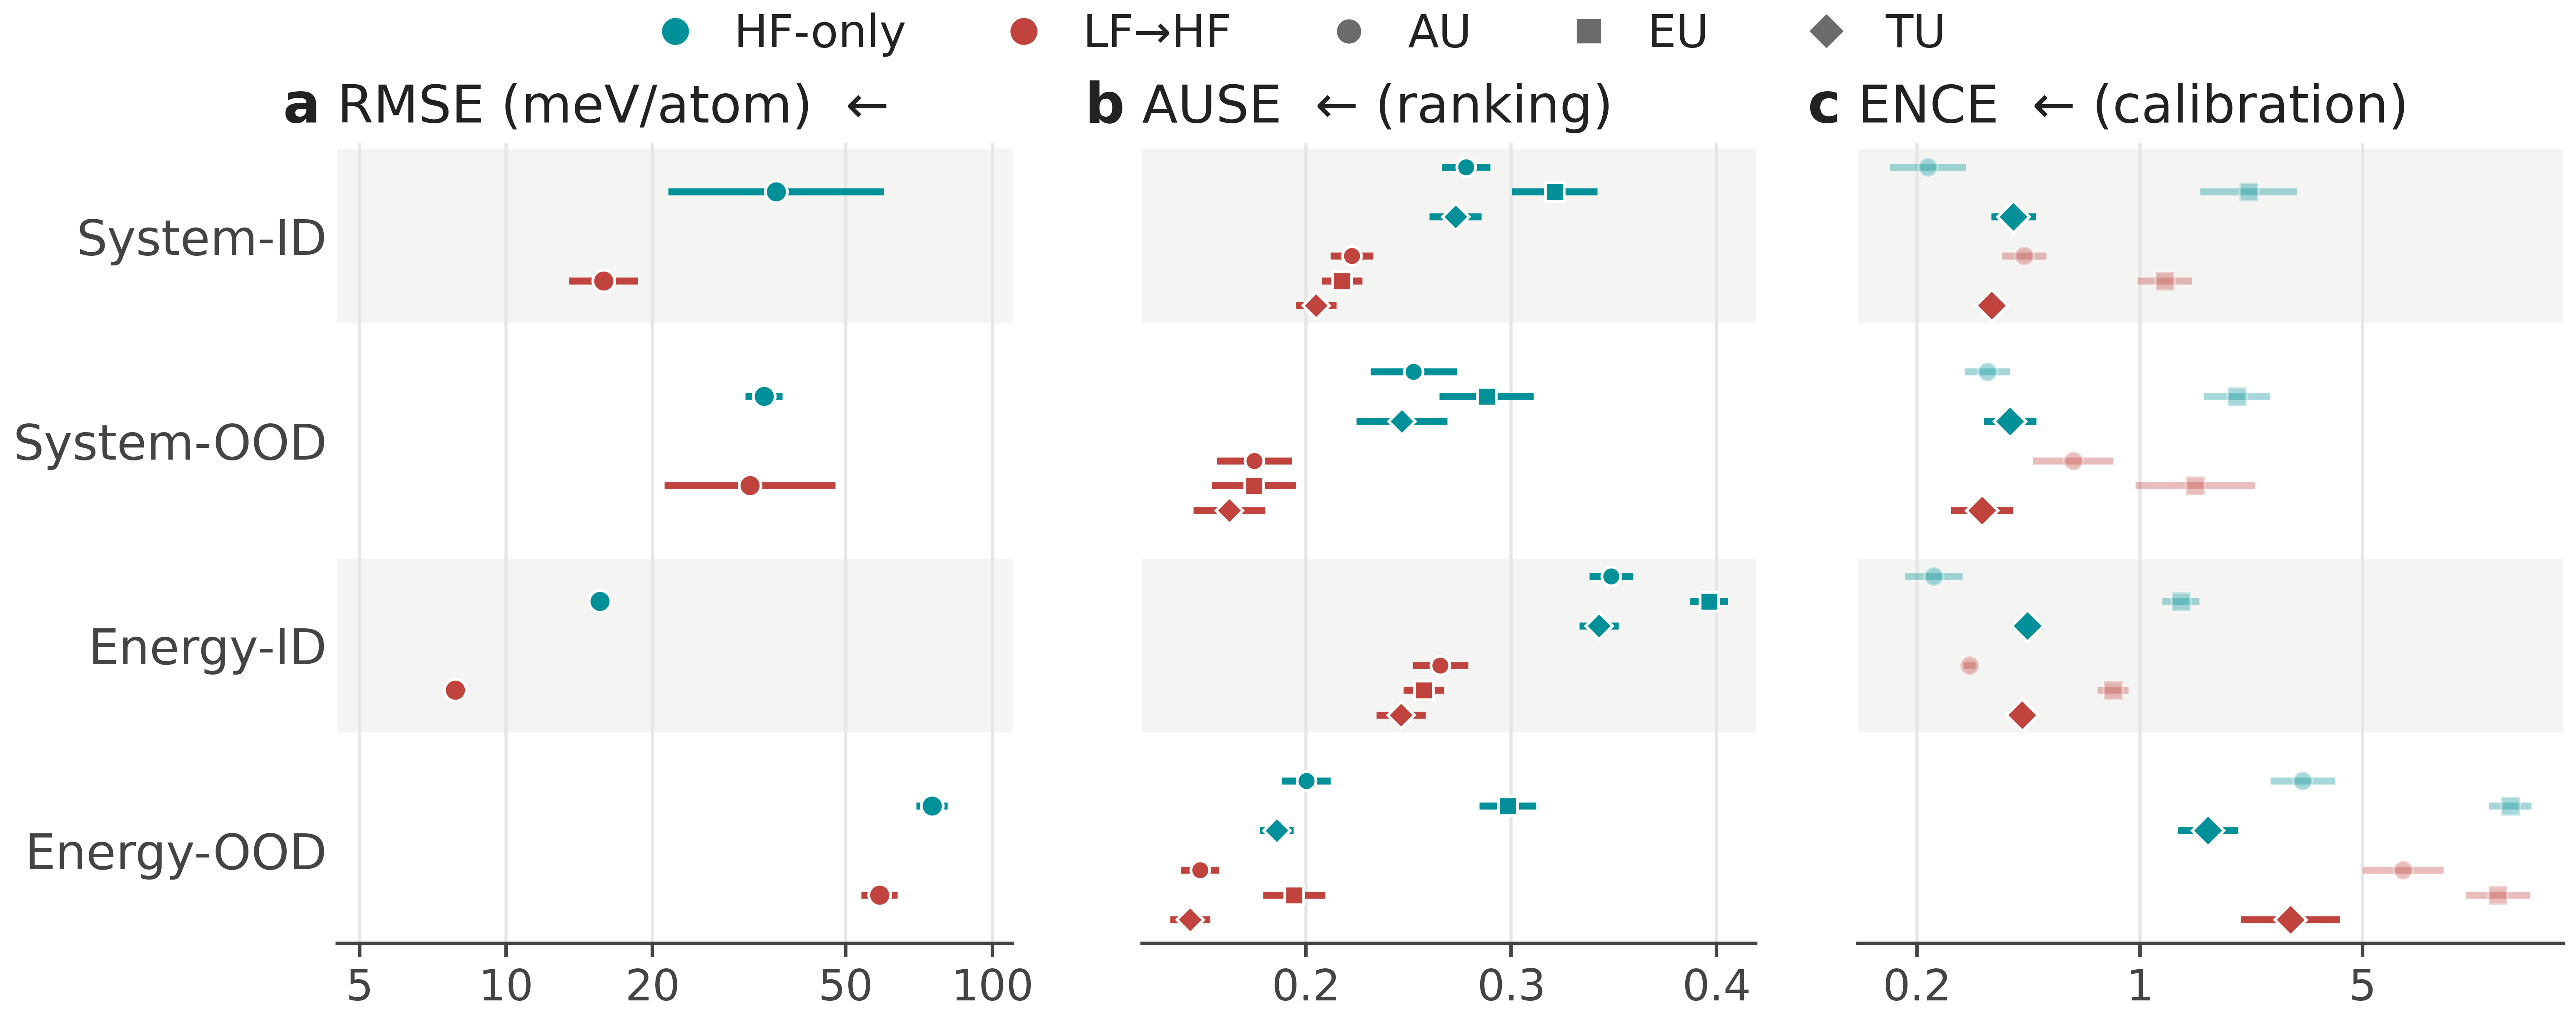 HF-only LF→HF AU EU TU
a RMSE (meV/atom) ←
b AUSE ← (ranking)
c ENCE ← (calibration)
System-ID
System-OOD
Energy-ID
Energy-OOD
5 10 20 50 100
0.2 0.3 0.4
0.2 1 5